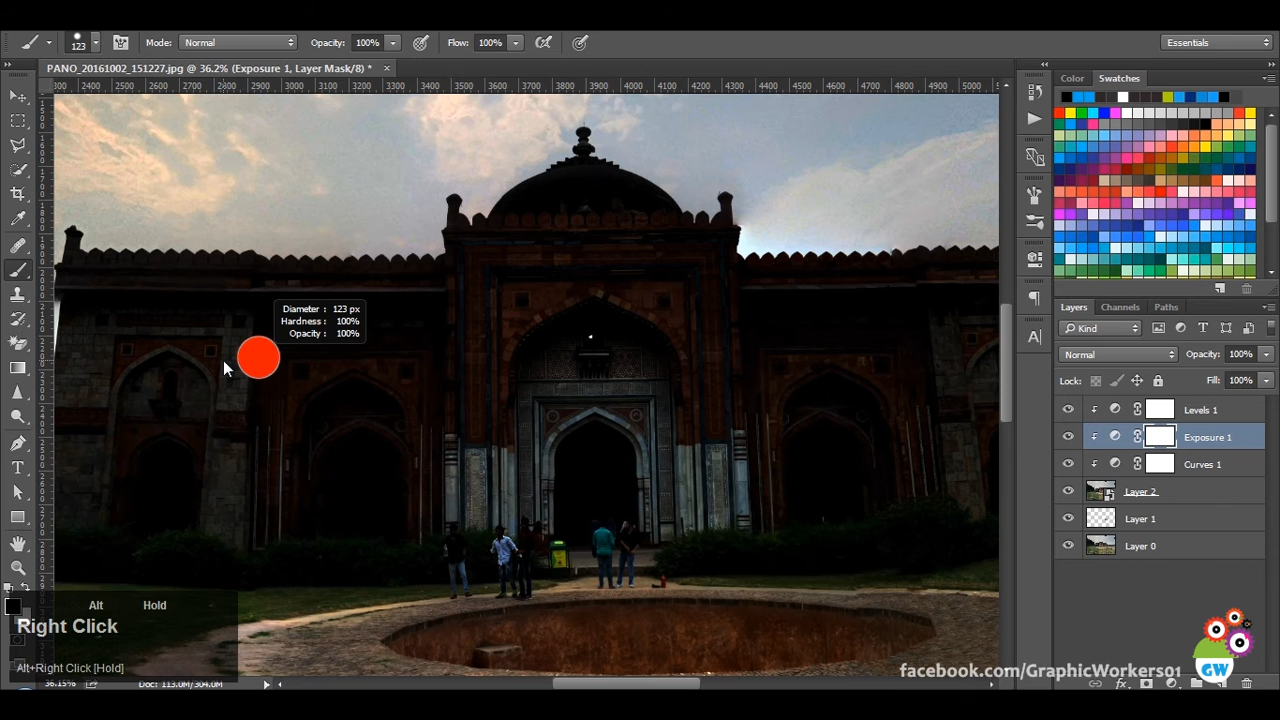 123
Mode: Normal
Opacity: 100%
Flow: 100%
Essentials
PANO_20161002_151227.jpg @ 36.2% (Exposure 1, Layer Mask/8) *
2800 2900 3000 3100 3200 3300 3400 3500 3600 3700 3800 3900 4000 4100 4200 4300 4400 4500 4600 4700 4800 4900 5000
Color Swatches
Diameter : 123 px
Hardness : 100%
Opacity : 100%
Layers Channels Paths
Kind
Normal Opacity: 100%
Lock: Fill: 100%
Levels 1
Exposure 1
Curves 1
Layer 2
Layer 1
Layer 0
Alt Hold
Right Click
Alt+Right Click [Hold]
36.15% Doc: 113.0M/304.0M
facebook.com/GraphicWorkers01
GW